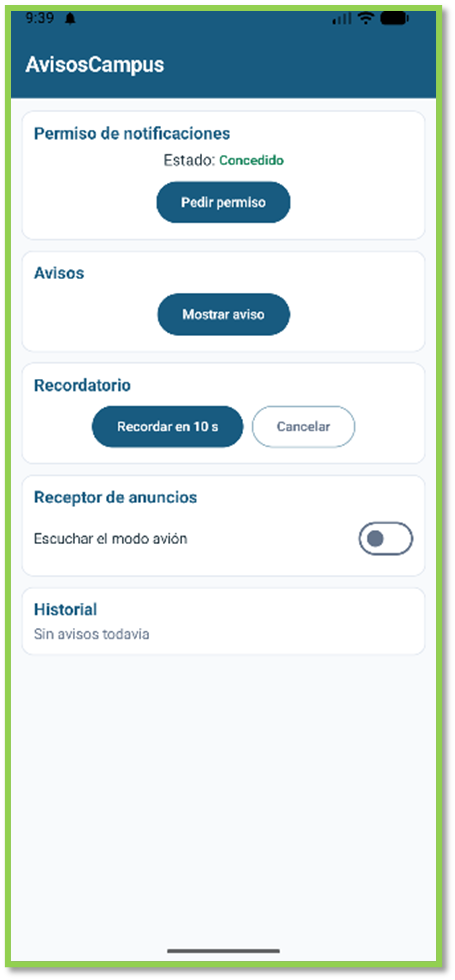 9:39
AvisosCampus
Permiso de notificaciones
Estado: Concedido
Pedir permiso
Avisos
Mostrar aviso
Recordatorio
Recordar en 10 s
Cancelar
Receptor de anuncios
Escuchar el modo avión
Historial
Sin avisos todavía